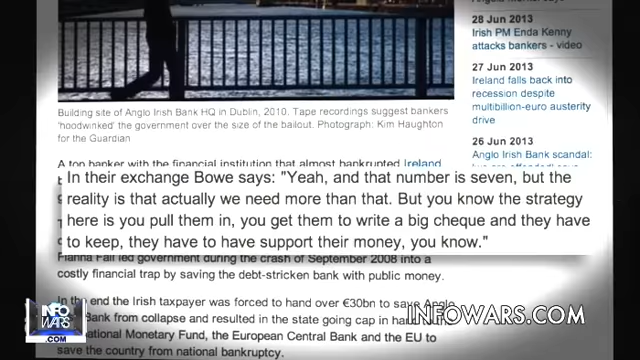 28 Jun 2013
Irish PM Enda Kenny
attacks bankers - video
27 Jun 2013
Ireland falls back into
recession despite
multibillion-euro austerity
drive
26 Jun 2013
Anglo Irish Bank scandal:
Building site of Anglo Irish Bank HQ in Dublin, 2010. Tape recordings suggest bankers
'hoodwinked' the government over the size of the bailout. Photograph: Kim Haughton
for the Guardian
A top banker with the financial institution that almost bankrupted Ireland
In their exchange Bowe says: "Yeah, and that number is seven, but the
reality is that actually we need more than that. But you know the strategy
here is you pull them in, you get them to write a big cheque and they have
to keep, they have to have support their money, you know."
Fianna Fáil led government during the crash of September 2008 into a
costly financial trap by saving the debt-stricken bank with public money.
In the end the Irish taxpayer was forced to hand over €30bn to save Anglo
Bank from collapse and resulted in the state going cap in hand
Monetary Fund, the European Central Bank and the EU to
save the country from national bankruptcy.
INFO
WARS
.COM
INFOWARS.COM